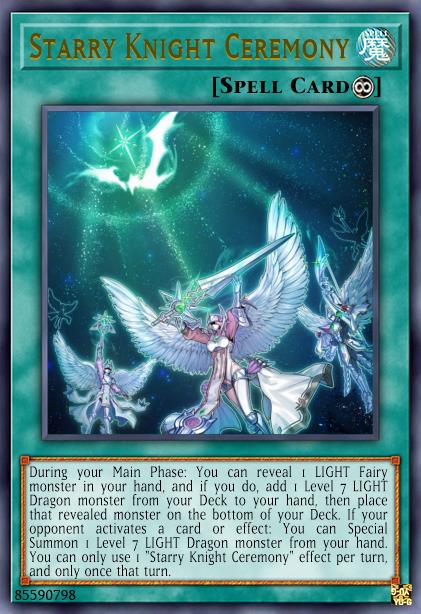 Starry Knight Ceremony
SPELL
魔
[Spell Card]
During your Main Phase: You can reveal 1 LIGHT Fairy
monster in your hand, and if you do, add 1 Level 7 LIGHT
Dragon monster from your Deck to your hand, then place
that revealed monster on the bottom of your Deck. If your
opponent activates a card or effect: You can Special
Summon 1 Level 7 LIGHT Dragon monster from your hand.
You can only use 1 "Starry Knight Ceremony" effect per turn,
and only once that turn.
85590798